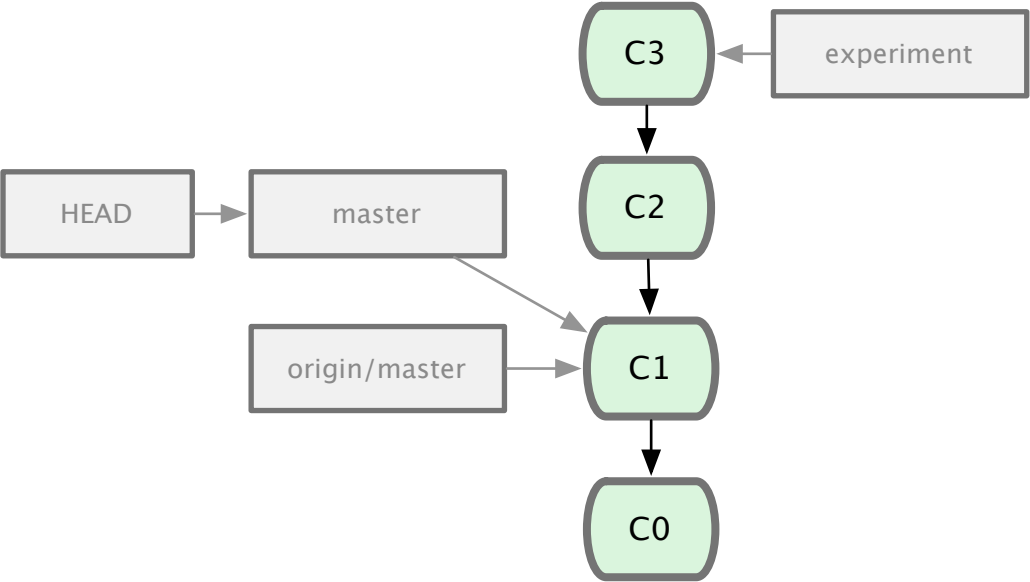 C3
experiment
C2
HEAD
master
origin/master
C1
C0